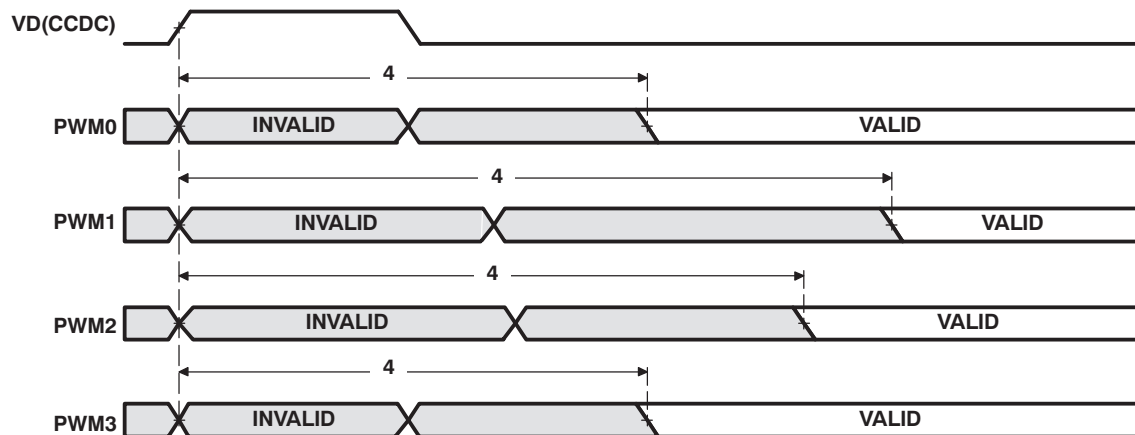 VD(CCDC)
4
PWM0 INVALID VALID
4
PWM1 INVALID VALID
4
PWM2 INVALID VALID
4
PWM3 INVALID VALID